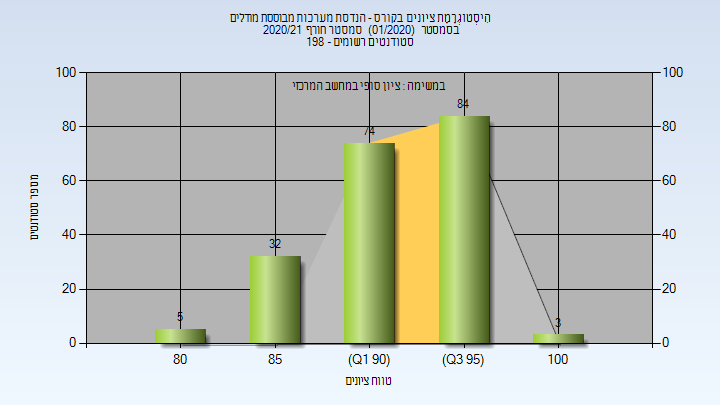 היסטוגרמת ציונים בקורס - הנדסת מערכות מבוססת מודלים
בסמסטר (01/2020) סמסטר חורף 2020/21
סטודנטים רשומים - 198
במשימה : ציון סופי במחשב המרכזי
100 100
80 80
60 60
40 40
20 20
0 0
5 32 74 84 3
מספר סטודנטים
80 85 (Q1 90) (Q3 95) 100
טווח ציונים